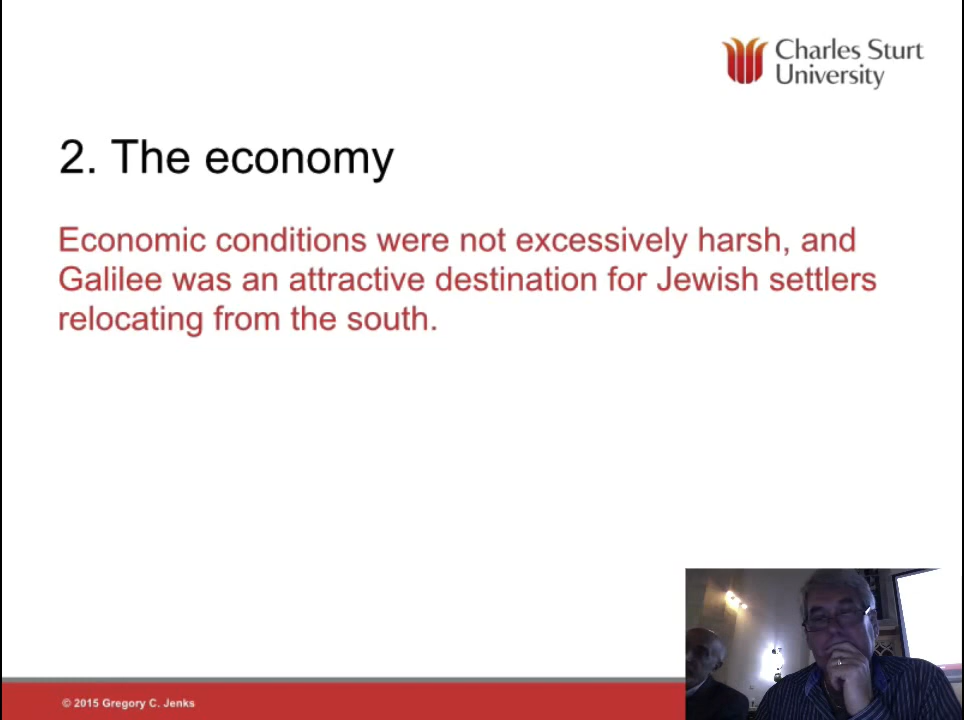 Charles Sturt
University
2. The economy
Economic conditions were not excessively harsh, and
Galilee was an attractive destination for Jewish settlers
relocating from the south.
© 2015 Gregory C. Jenks